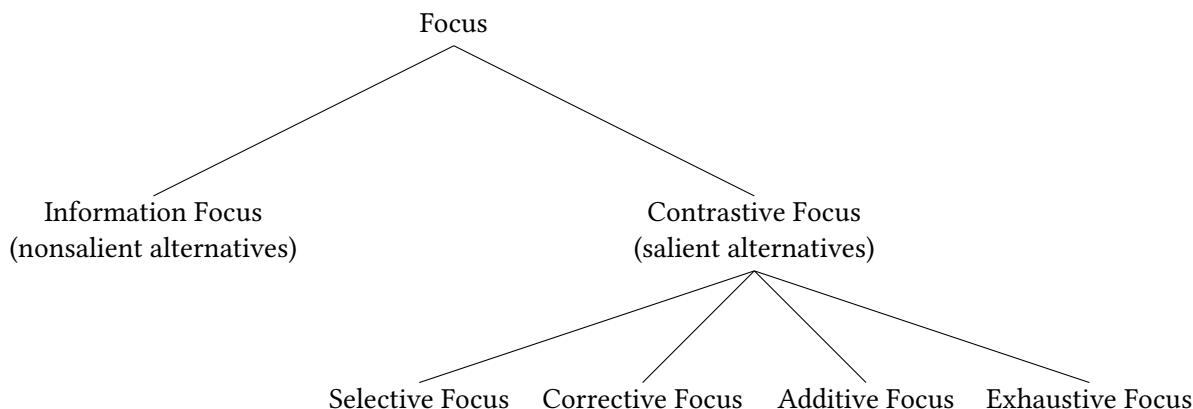 Focus
Information Focus
(nonsalient alternatives)
Contrastive Focus
(salient alternatives)
Selective Focus
Corrective Focus
Additive Focus
Exhaustive Focus